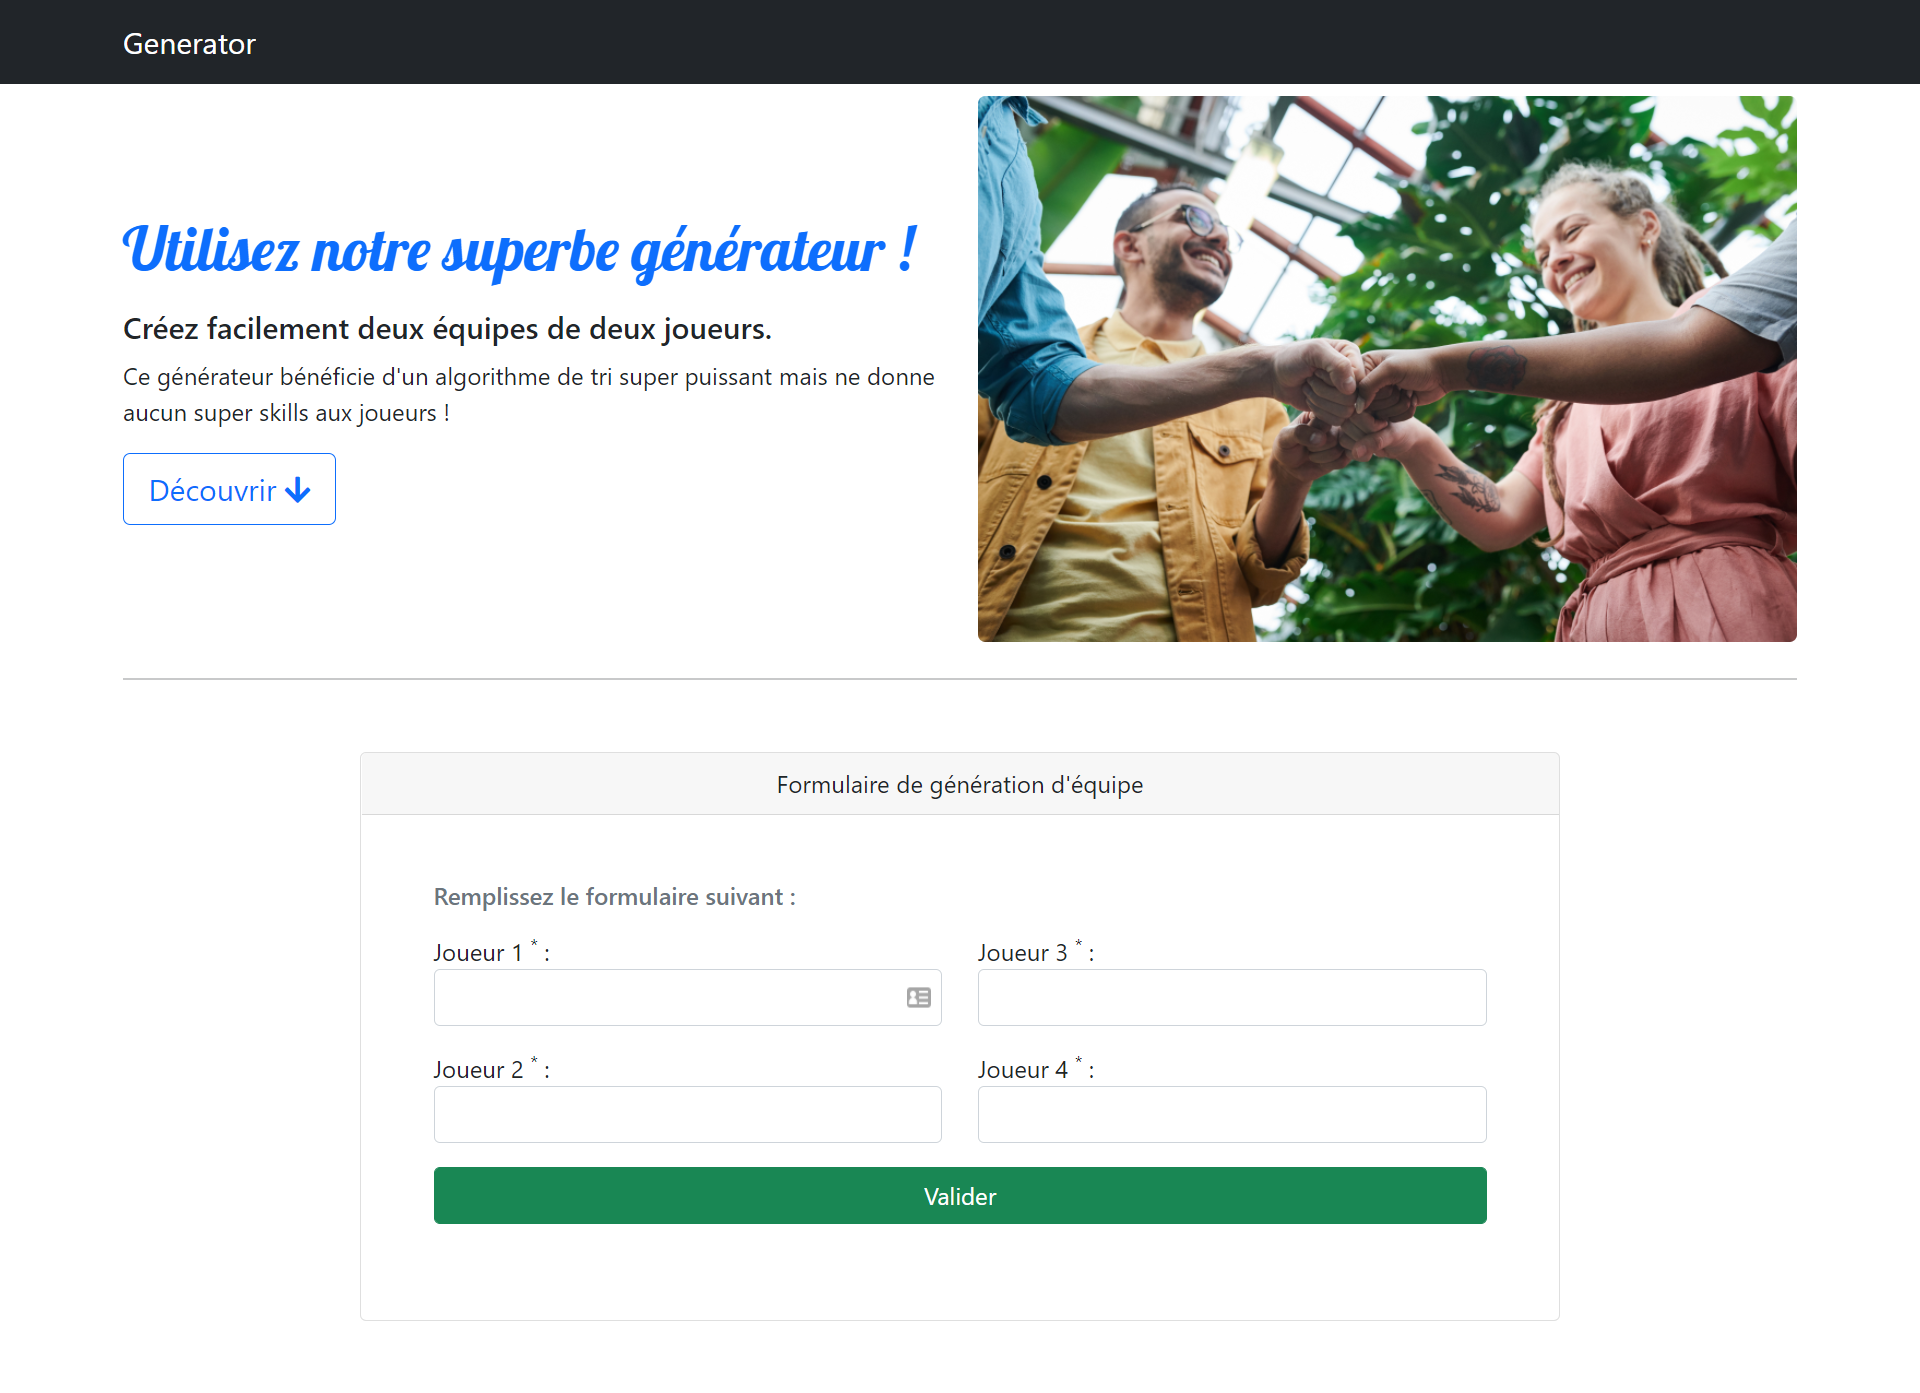 Generator
Utilisez notre superbe générateur !
Créez facilement deux équipes de deux joueurs.
Ce générateur bénéficie d'un algorithme de tri super puissant mais ne donne
aucun super skills aux joueurs !
Découvrir
Formulaire de génération d'équipe
Remplissez le formulaire suivant :
Joueur 1 * :
Joueur 3 * :
Joueur 2 * :
Joueur 4 * :
Valider